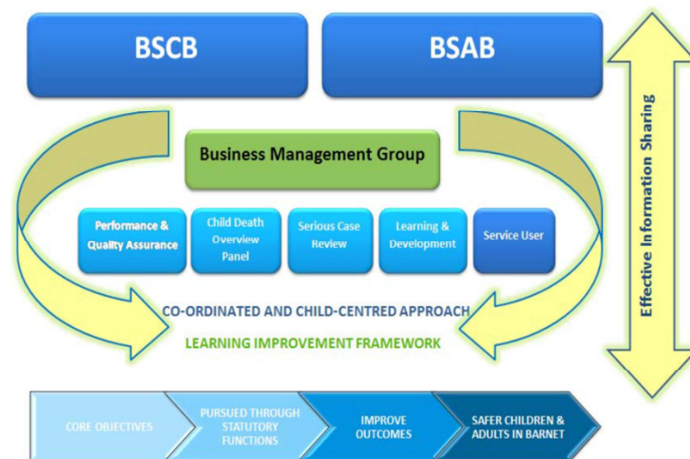 BSCB
BSAB
Business Management Group
Performance &
Quality Assurance
Child Death
Overview
Panel
Serious Case
Review
Learning &
Development
Service User
CO-ORDINATED AND CHILD-CENTRED APPROACH
LEARNING IMPROVEMENT FRAMEWORK
Effective Information Sharing
CORE OBJECTIVES
PURSUED THROUGH
STATUTORY
FUNCTIONS
IMPROVE
OUTCOMES
SAFER CHILDREN &
ADULTS IN BARNET